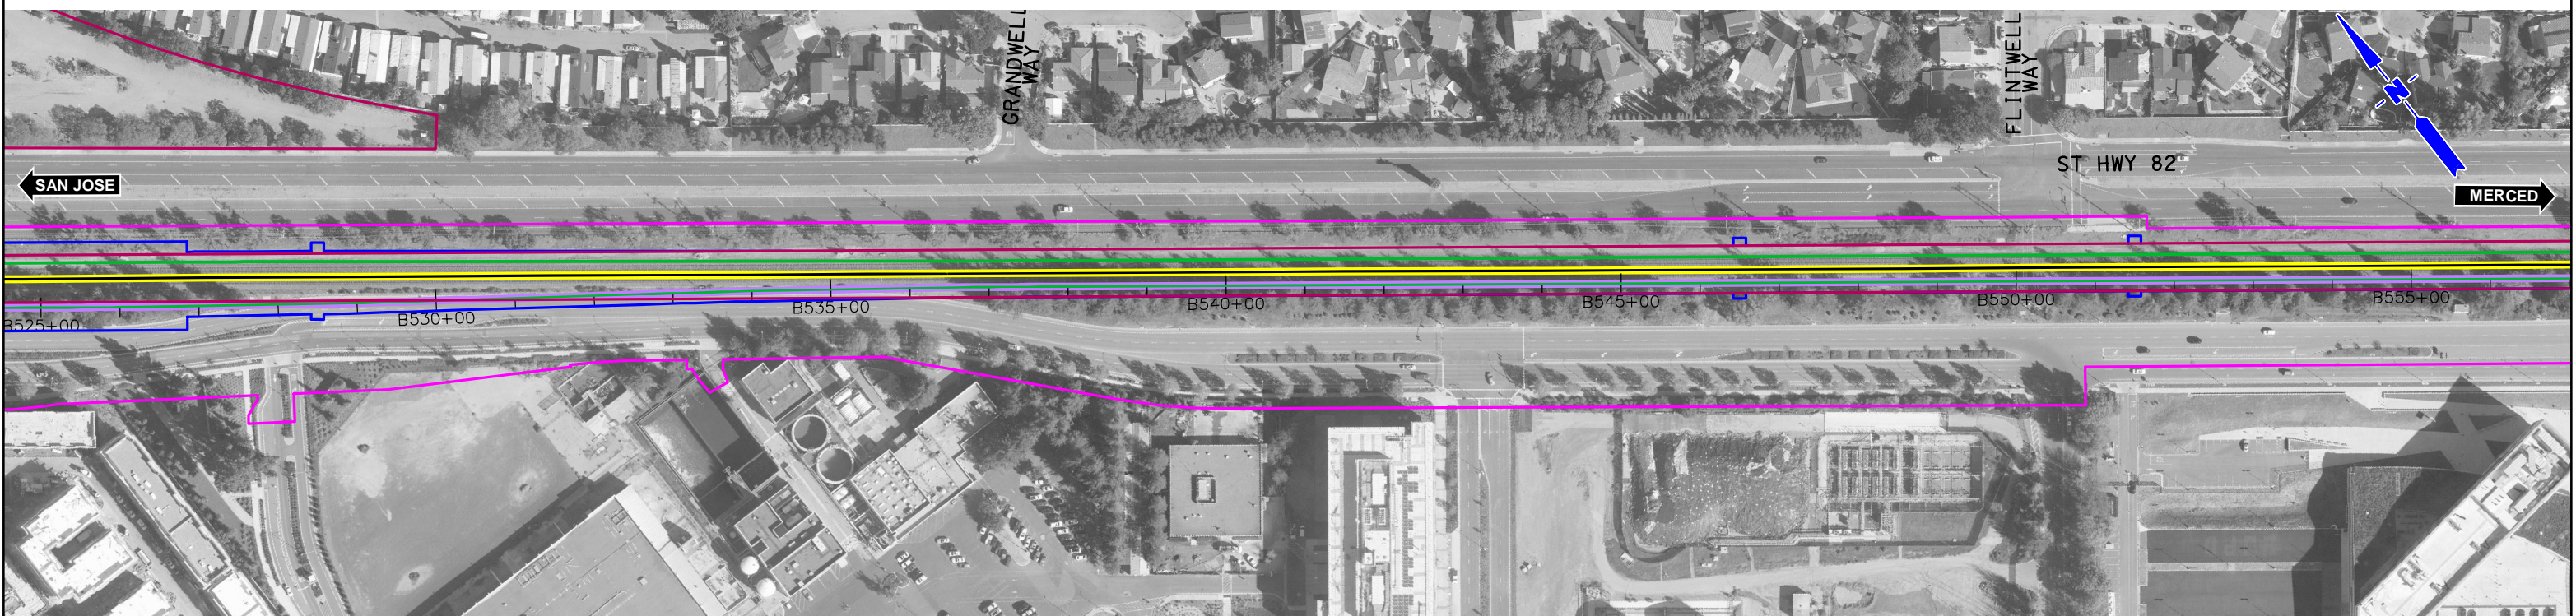 GRANDWELL
WAY
FLINTWELL
WAY
N
ST HWY 82
SAN JOSE
MERCED
B525+00
B530+00
B535+00
B540+00
B545+00
B550+00
B555+00